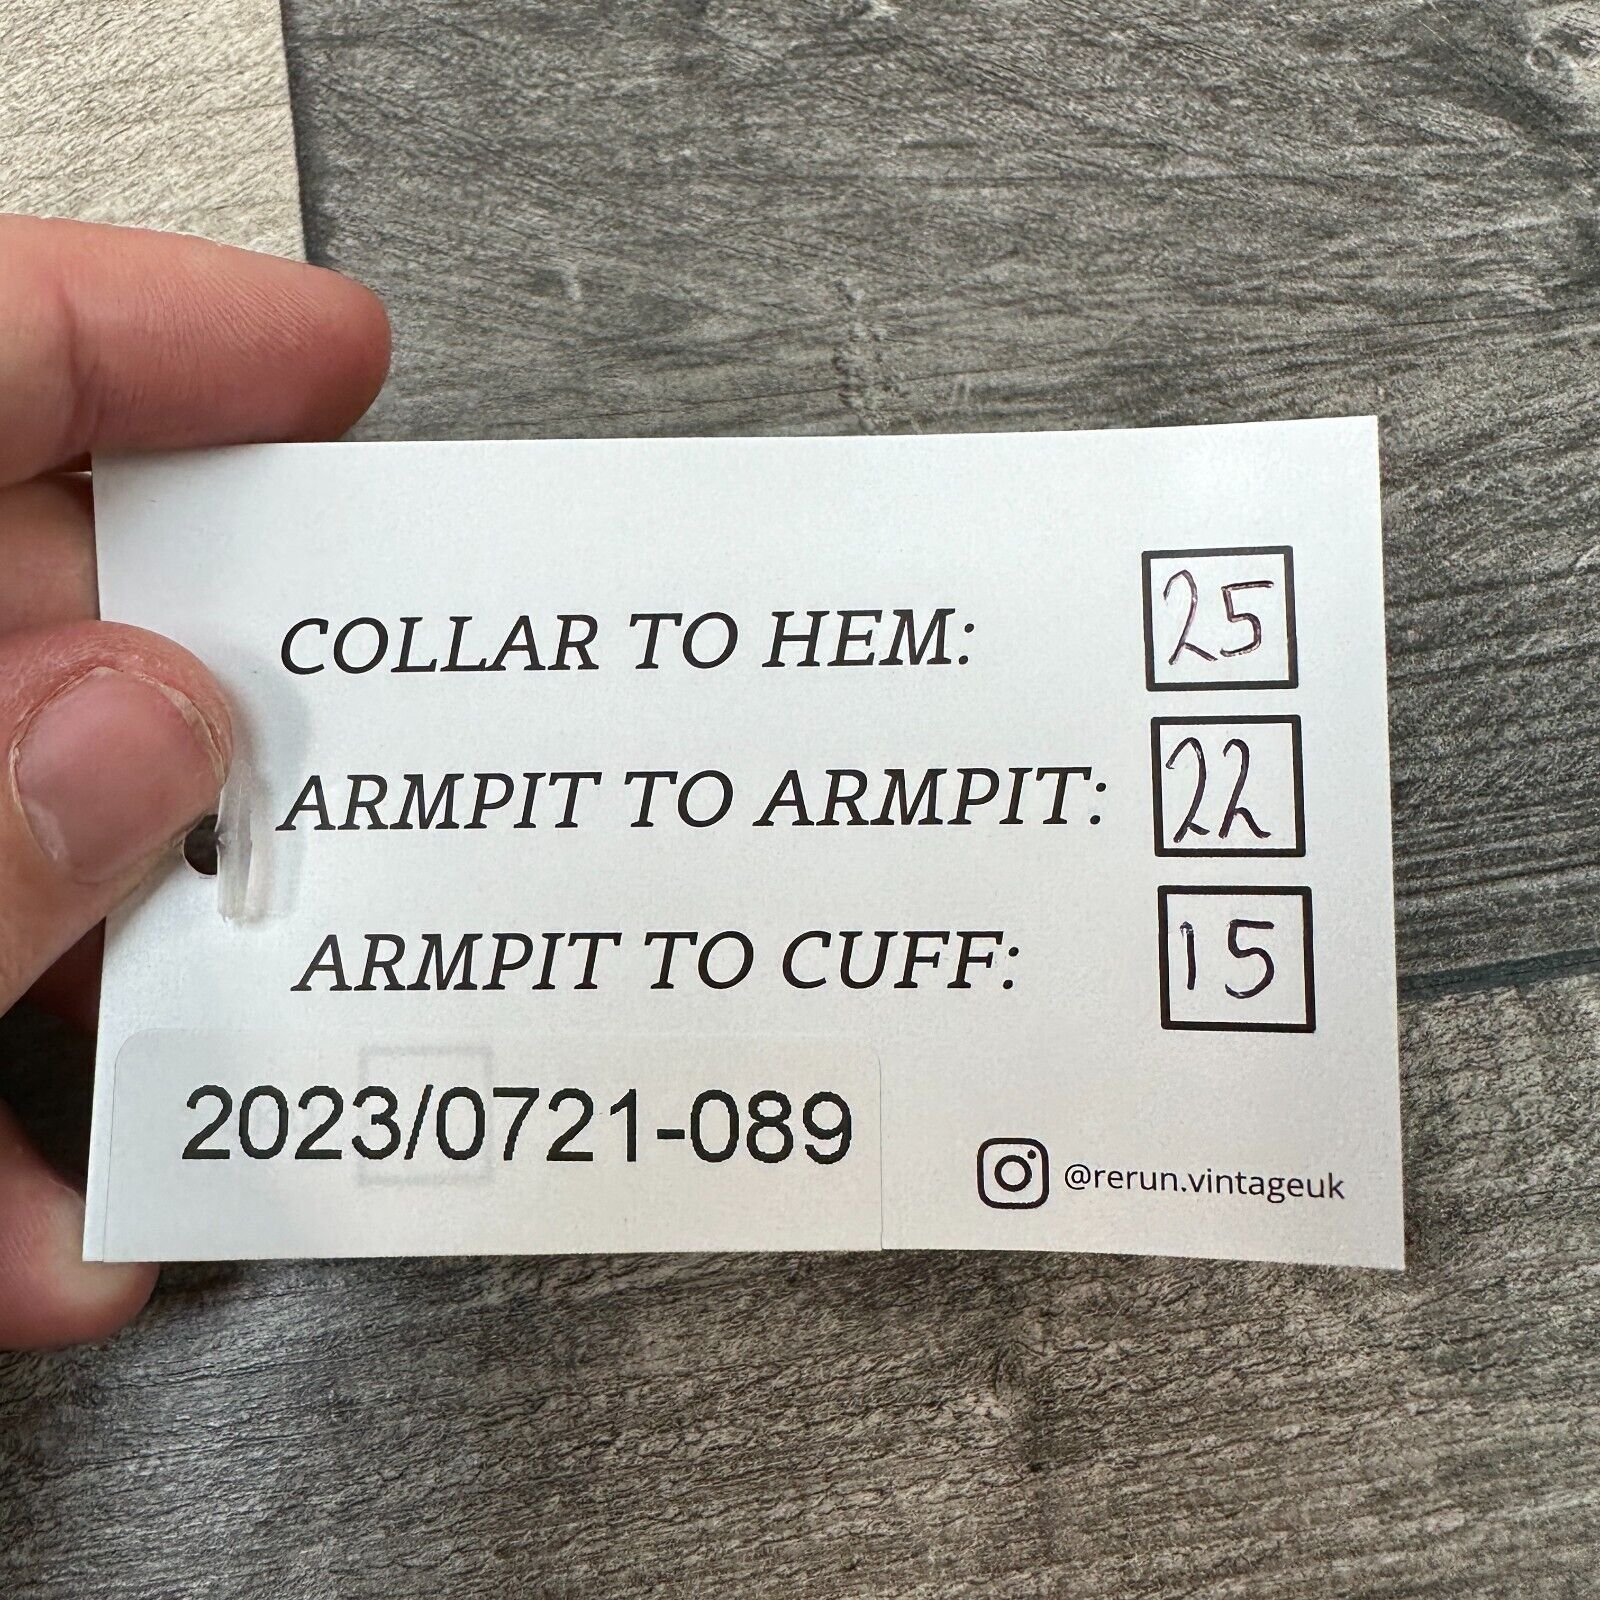 COLLAR TO HEM: 25
ARMPIT TO ARMPIT: 22
ARMPIT TO CUFF: 15
2023/0721-089
@rerun.vintageuk